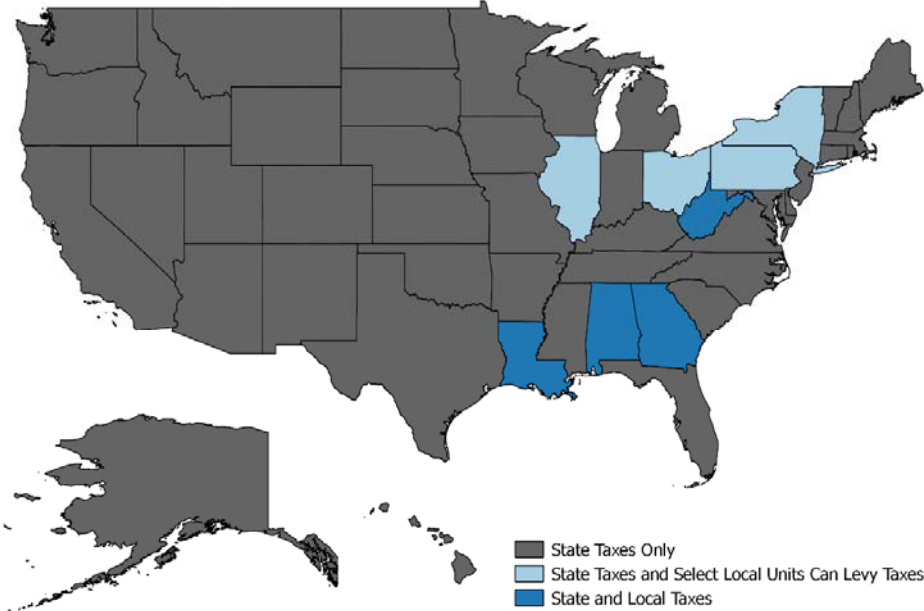 State Taxes Only
State Taxes and Select Local Units Can Levy Taxes
State and Local Taxes